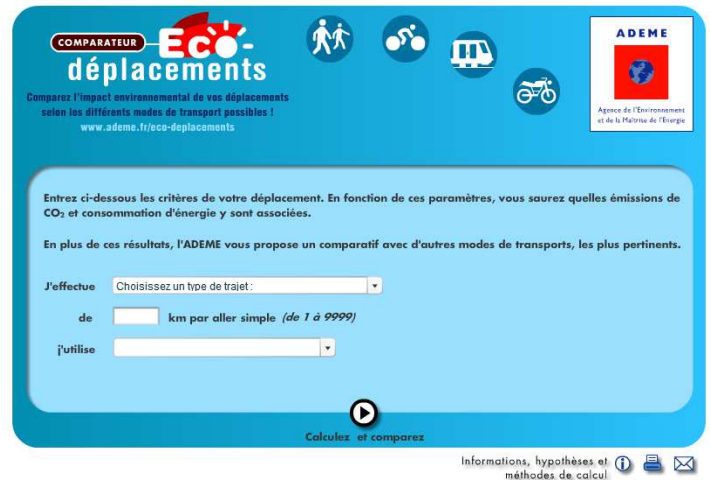 COMPARATEUR
Eco-
déplacements
Comparez l'impact environnemental de vos déplacements
selon les différents modes de transport possibles !
www.ademe.fr/eco-deplacements
ADEME
Agence de l'Environnement
et de la Maîtrise de l'Energie
Entrez ci-dessous les critères de votre déplacement. En fonction de ces paramètres, vous saurez quelles émissions de
CO₂ et consommation d'énergie y sont associées.
En plus de ces résultats, l'ADEME vous propose un comparatif avec d'autres modes de transports, les plus pertinents.
J'effectue Choisissez un type de trajet :
de km par aller simple (de 1 à 9999)
j'utilise
Calculez et comparez
Informations, hypothèses et
méthodes de calcul